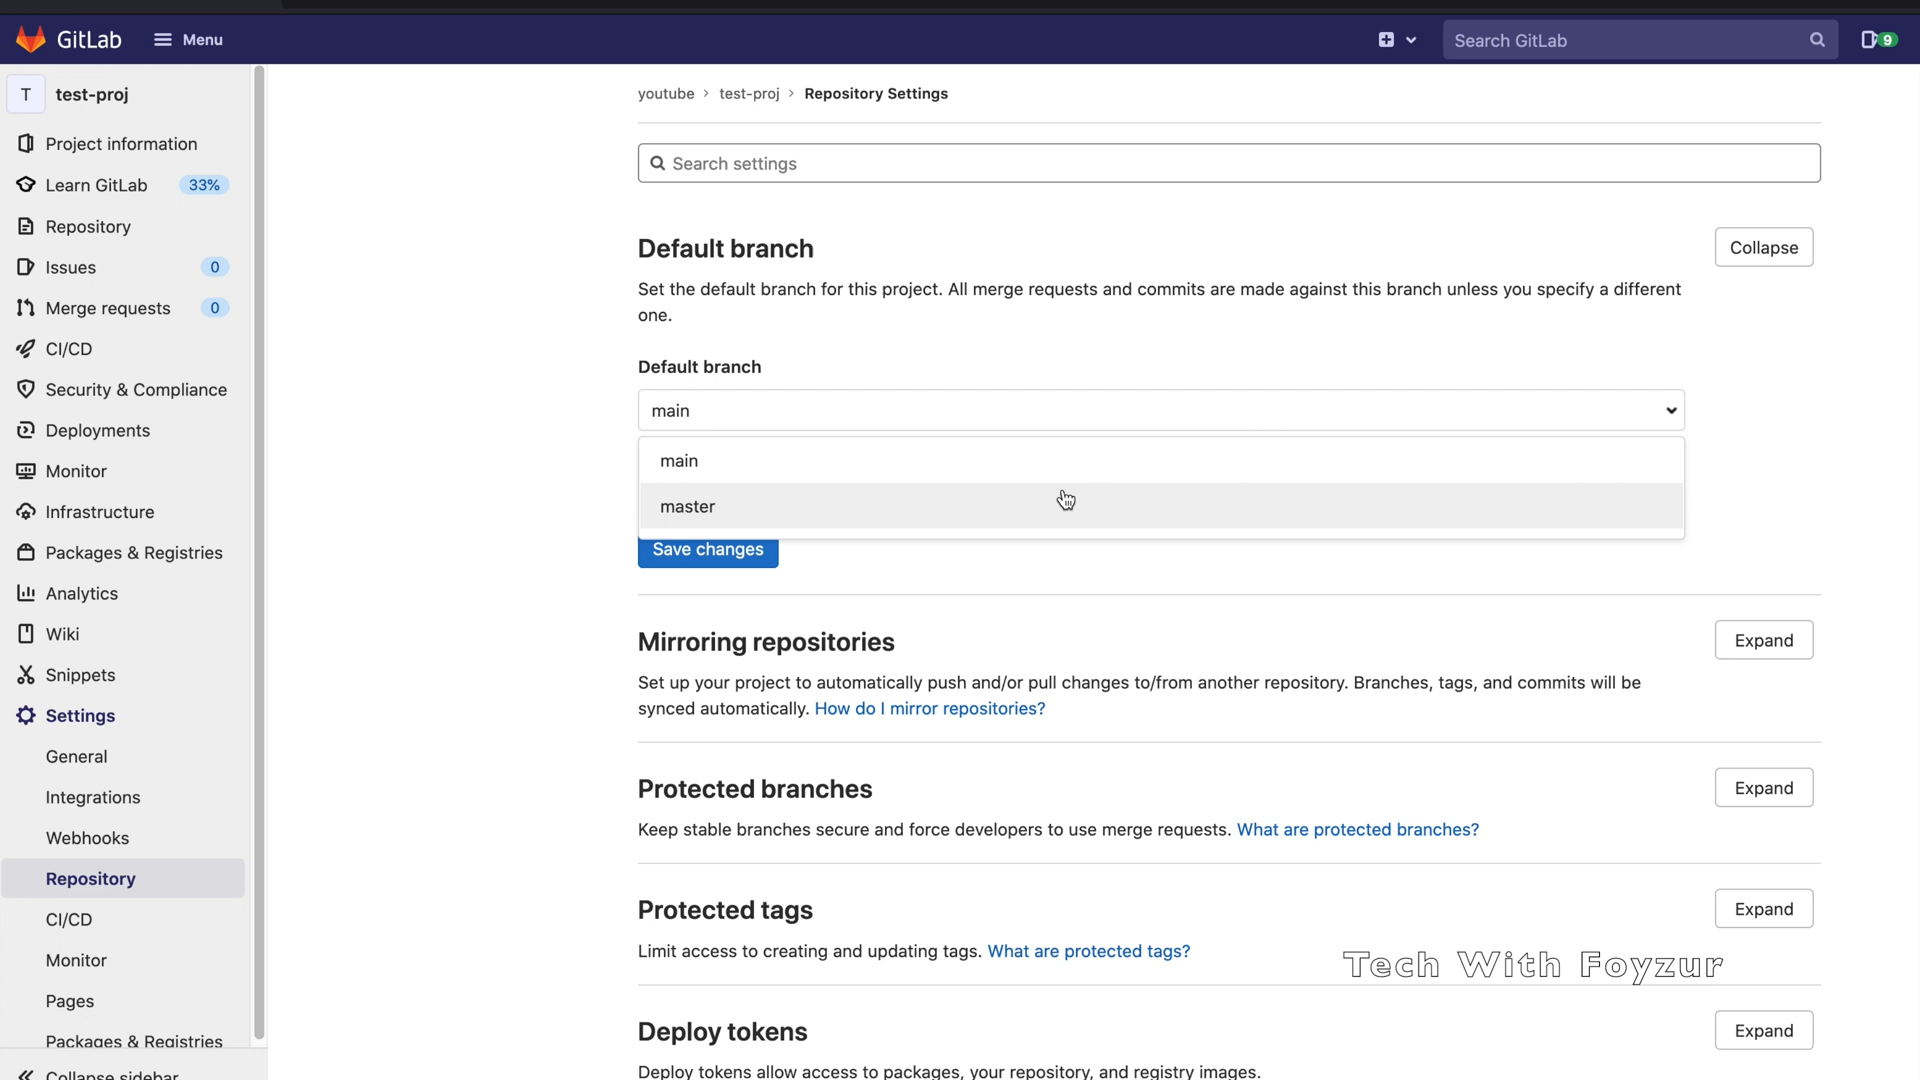 GitLab
Menu
Search GitLab
9
T
test-proj
Project information
Learn GitLab 33%
Repository
Issues 0
Merge requests 0
CI/CD
Security & Compliance
Deployments
Monitor
Infrastructure
Packages & Registries
Analytics
Wiki
Snippets
Settings
General
Integrations
Webhooks
Repository
CI/CD
Monitor
Pages
Packages & Registries
Collapse sidebar
youtube > test-proj > Repository Settings
Search settings
Default branch
Collapse
Set the default branch for this project. All merge requests and commits are made against this branch unless you specify a different
one.
Default branch
main
main
master
Save changes
Mirroring repositories
Expand
Set up your project to automatically push and/or pull changes to/from another repository. Branches, tags, and commits will be
synced automatically. How do I mirror repositories?
Protected branches
Expand
Keep stable branches secure and force developers to use merge requests. What are protected branches?
Protected tags
Expand
Limit access to creating and updating tags. What are protected tags?
Tech With Foyzur
Deploy tokens
Expand
Deploy tokens allow access to packages, your repository, and registry images.